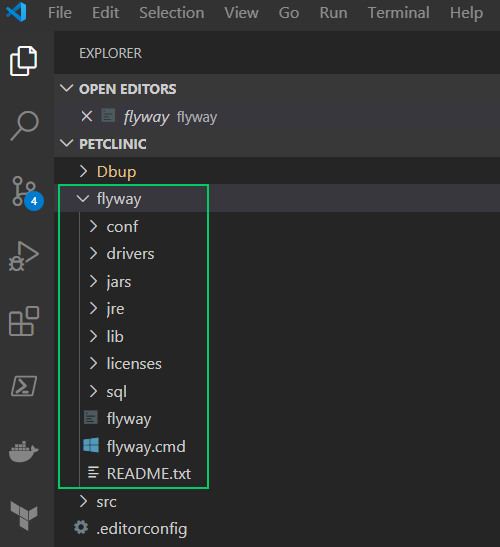 File Edit Selection View Go Run Terminal Help
EXPLORER
OPEN EDITORS
flyway flyway
PETCLINIC
Dbup
flyway
conf
drivers
jars
jre
lib
licenses
sql
flyway
flyway.cmd
README.txt
src
.editorconfig
4